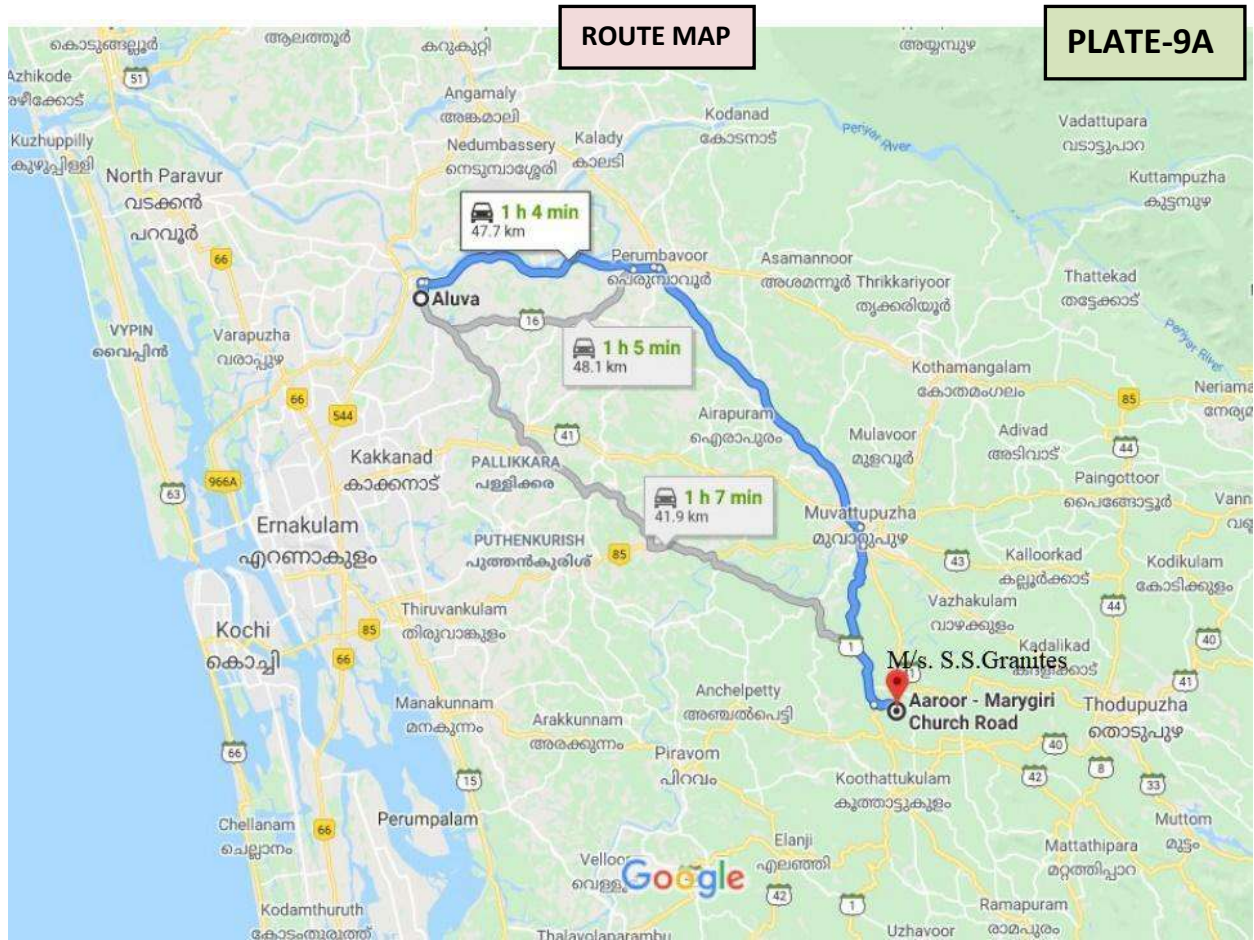 ROUTE MAP
PLATE-9A
കൊടുങ്ങല്ലൂർ
ആലത്തൂർ
കറുകുറ്റി
അയ്യമ്പുഴ
Azhikode
ഴീക്കോട്
51
Angamaly
അങ്കമാലി
Kodanad
കോടനാട്
Periyar River
Vadattupara
വടാട്ടുപാറ
Kuzhuppilly
കുഴുപ്പിള്ളി
Nedumbassery
നെടുമ്പാശ്ശേരി
Kalady
കാലടി
North Paravur
വടക്കൻ
പറവൂർ
Kuttampuzha
കുട്ടമ്പുഴ
1 h 4 min
47.7 km
66
Perumbavoor
പെരുമ്പാവൂർ
Asamannoor
അശമന്നൂർ
Thrikkariyoor
തൃക്കരിയൂർ
Thattekad
തട്ടേക്കാട്
Aluva
16
VYPIN
വൈപ്പിൻ
Varapuzha
വരാപ്പുഴ
1 h 5 min
48.1 km
Periyar River
Kothamangalam
കോതമംഗലം
Neriama
നേര്യമ
66
544
85
41
Airapuram
ഐരാപുരം
Mulavoor
മുളവൂർ
Adivad
അടിവാട്
44
Kakkanad
കാക്കനാട്
PALLIKKARA
പള്ളിക്കര
Paingottoor
പൈങ്ങോട്ടൂർ
966A
63
1 h 7 min
41.9 km
Muvattupuzha
മുവാറ്റുപുഴ
Vann
Ernakulam
എറണാകുളം
PUTHENKURISH
പുത്തൻകുരിശ്
85
43
Kalloorkad
കല്ലൂർക്കാട്
Kodikulam
കോടിക്കുളം
Thiruvankulam
തിരുവാങ്കുളം
Vazhakulam
വാഴക്കുളം
44
Kochi
കൊച്ചി
85
66
1
Kadalikad
40
M/s. S.S.Granites
41
Manakunnam
മനകുന്നം
Anchelpetty
അഞ്ചൽപെട്ടി
Aaroor - Marygiri
Church Road
Thodupuzha
തൊടുപുഴ
Arakkunnam
അരക്കുന്നം
66
15
Piravom
പിറവം
40
42
8
33
Koothattukulam
കൂത്താട്ടുകുളം
Chellanam
ചെല്ലാനം
66
Perumpalam
Muttom
മുട്ടം
Elanji
എലഞ്ഞി
Mattathipara
മറ്റത്തിപ്പാറ
Google
42
1
Kodamthuruth
കോടംതുരുത്ത്
Ramapuram
രാമപുരം
Thalayolaparambu
Uzhavoor